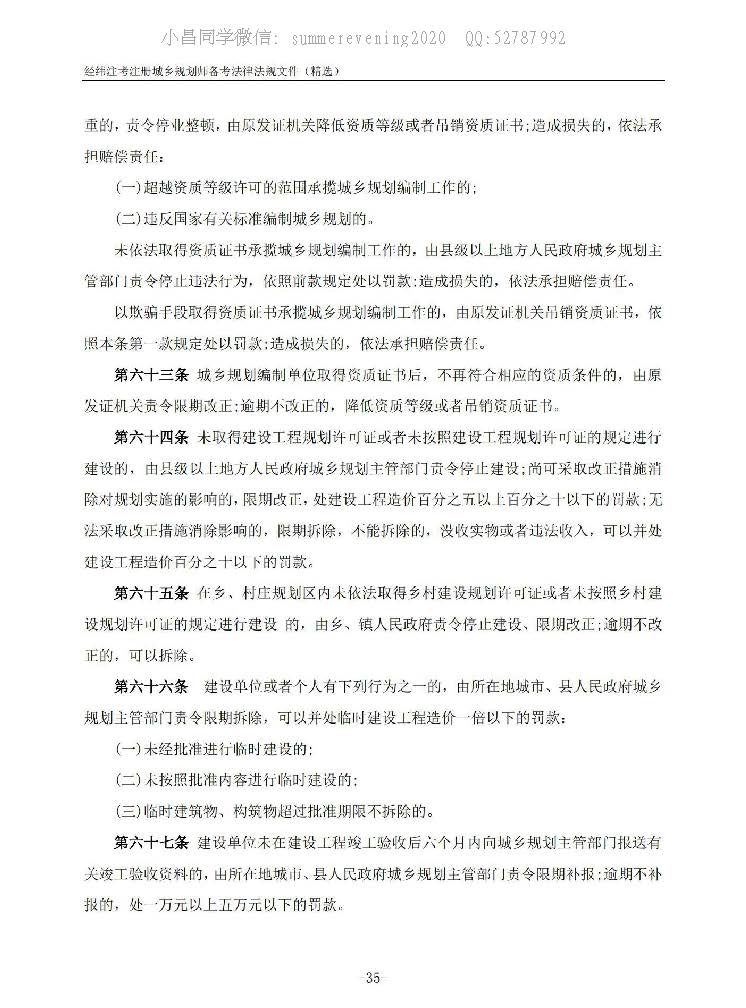 小昌同学微信: summerevening2020 QQ:52787992
经纬注考注册城乡规划师备考法律法规文件（精选）
重的，责令停业整顿，由原发证机关降低资质等级或者吊销资质证书;造成损失的，依法承
担赔偿责任：
(一)超越资质等级许可的范围承揽城乡规划编制工作的;
(二)违反国家有关标准编制城乡规划的。
未依法取得资质证书承揽城乡规划编制工作的，由县级以上地方人民政府城乡规划主
管部门责令停止违法行为，依照前款规定处以罚款;造成损失的，依法承担赔偿责任。
以欺骗手段取得资质证书承揽城乡规划编制工作的，由原发证机关吊销资质证书，依
照本条第一款规定处以罚款;造成损失的，依法承担赔偿责任。
第六十三条 城乡规划编制单位取得资质证书后，不再符合相应的资质条件的，由原
发证机关责令限期改正;逾期不改正的，降低资质等级或者吊销资质证书。
第六十四条 未取得建设工程规划许可证或者未按照建设工程规划许可证的规定进行
建设的，由县级以上地方人民政府城乡规划主管部门责令停止建设;尚可采取改正措施消
除对规划实施的影响的，限期改正，处建设工程造价百分之五以上百分之十以下的罚款;无
法采取改正措施消除影响的，限期拆除，不能拆除的，没收实物或者违法收入，可以并处
建设工程造价百分之十以下的罚款。
第六十五条 在乡、村庄规划区内未依法取得乡村建设规划许可证或者未按照乡村建
设规划许可证的规定进行建设 的，由乡、镇人民政府责令停止建设、限期改正;逾期不改
正的，可以拆除。
第六十六条 建设单位或者个人有下列行为之一的，由所在地城市、县人民政府城乡
规划主管部门责令限期拆除，可以并处临时建设工程造价一倍以下的罚款：
(一)未经批准进行临时建设的;
(二)未按照批准内容进行临时建设的;
(三)临时建筑物、构筑物超过批准期限不拆除的。
第六十七条 建设单位未在建设工程竣工验收后六个月内向城乡规划主管部门报送有
关竣工验收资料的，由所在地城市、县人民政府城乡规划主管部门责令限期补报;逾期不补
报的，处一万元以上五万元以下的罚款。
-35-